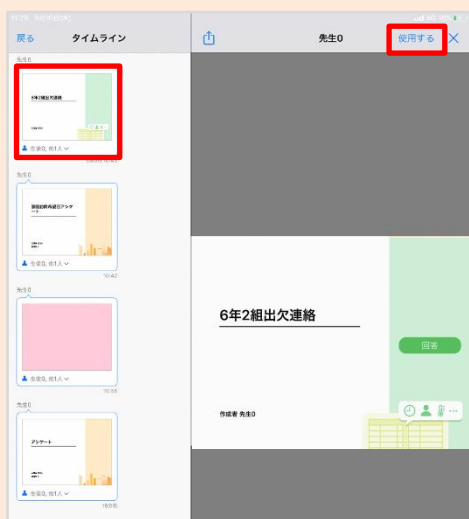 戻る
タイムライン
先生0
使用する
先生0
6年2組出欠連絡
生徒0, 他1人
先生0
生徒0, 他1人
10:42
先生0
生徒0, 他1人
先生0
アンケート
生徒0, 他1人
6年2組出欠連絡
回答
作成者 先生0